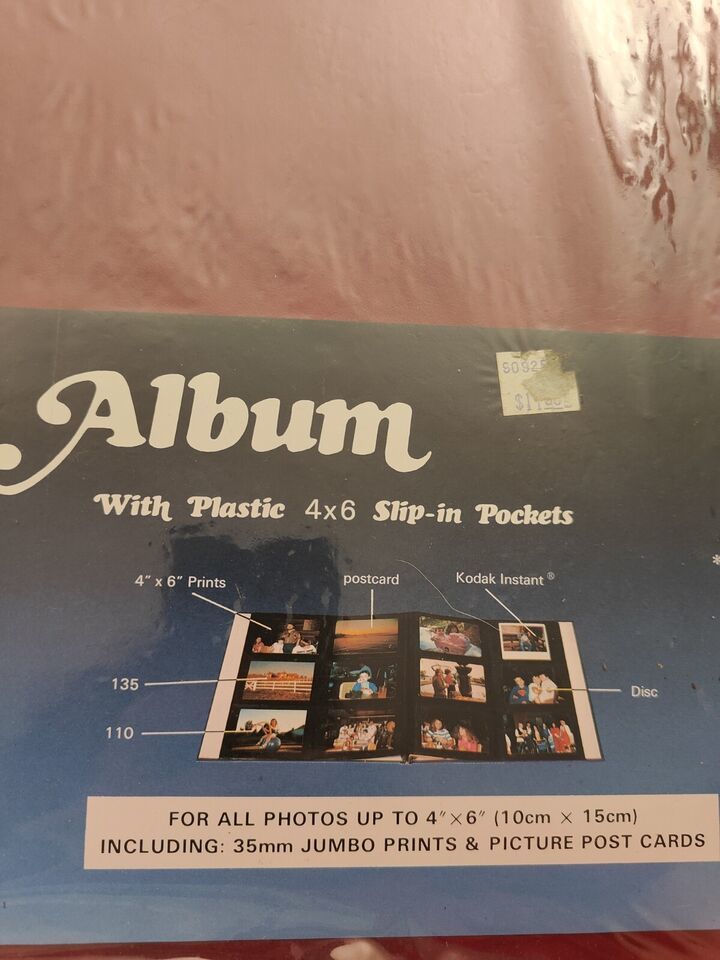 S0925
Album
With Plastic 4x6 Slip-in Pockets
4" x 6" Prints
postcard
Kodak Instant®
135
Disc
110
FOR ALL PHOTOS UP TO 4"×6" (10cm × 15cm)
INCLUDING: 35mm JUMBO PRINTS & PICTURE POST CARDS